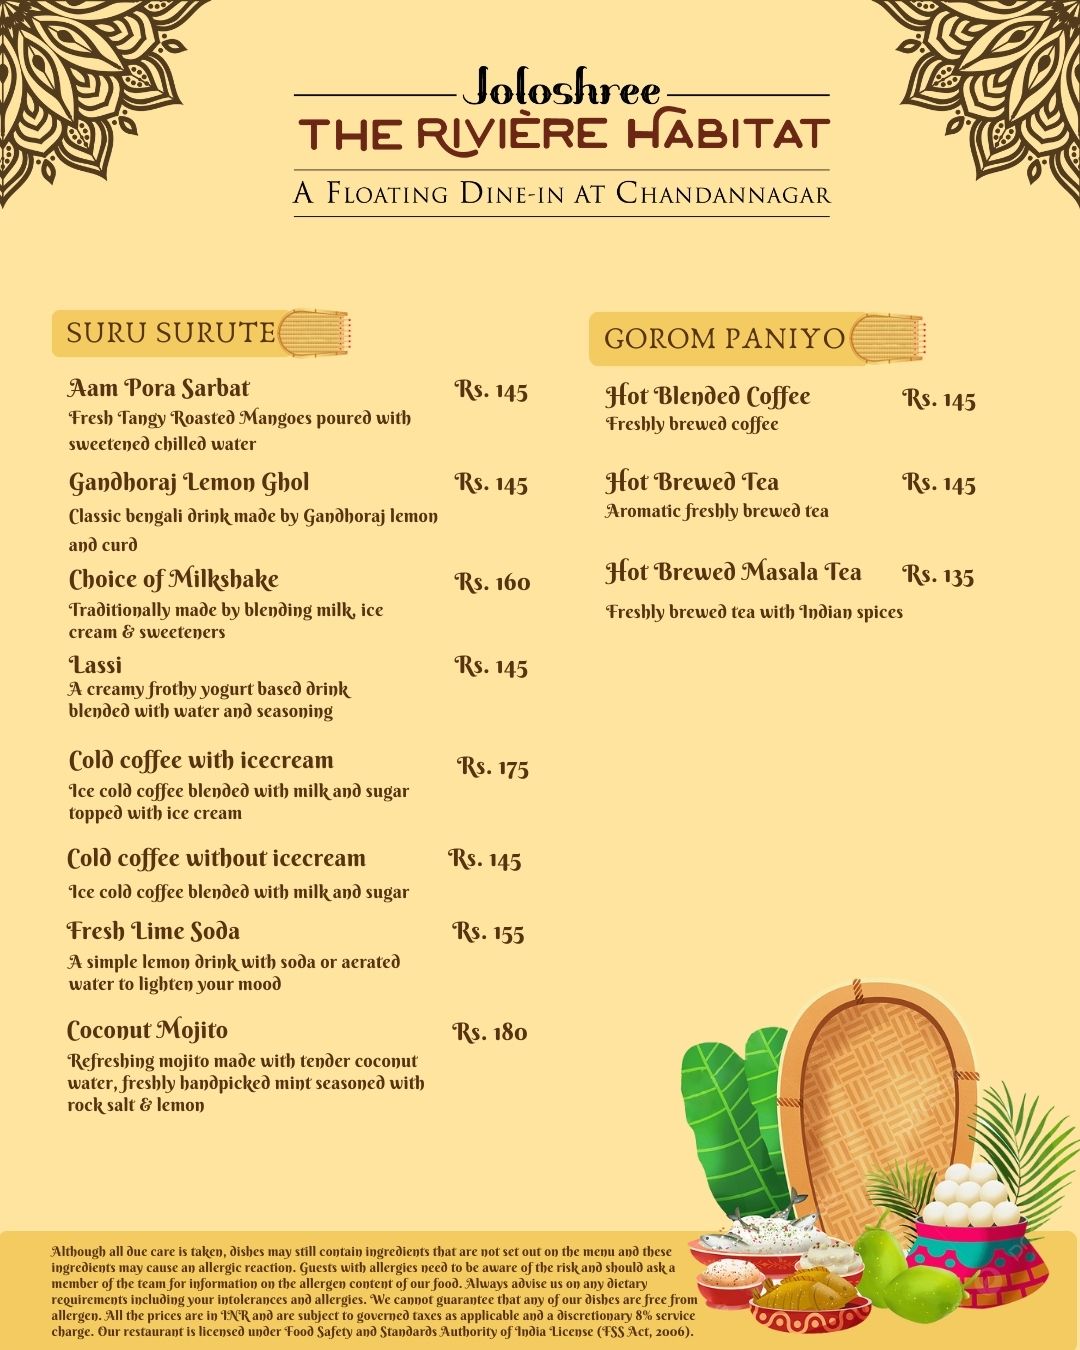 Joloshree
THE RIVIÈRE HABITAT
A FLOATING DINE-IN AT CHANDANNAGAR
SURU SURUTE
Aam Pora Sarbat Rs. 145
Fresh Tangy Roasted Mangoes poured with
sweetened chilled water
Gandhoraj Lemon Ghol Rs. 145
Classic bengali drink made by Gandhoraj lemon
and curd
Choice of Milkshake Rs. 160
Traditionally made by blending milk, ice
cream & sweeteners
Lassi Rs. 145
A creamy frothy yogurt based drink
blended with water and seasoning
Cold coffee with icecream Rs. 175
Ice cold coffee blended with milk and sugar
topped with ice cream
Cold coffee without icecream Rs. 145
Ice cold coffee blended with milk and sugar
Fresh Lime Soda Rs. 155
A simple lemon drink with soda or aerated
water to lighten your mood
Coconut Mojito Rs. 180
Refreshing mojito made with tender coconut
water, freshly handpicked mint seasoned with
rock salt & lemon
GOROM PANIYO
Hot Blended Coffee Rs. 145
Freshly brewed coffee
Hot Brewed Tea Rs. 145
Aromatic freshly brewed tea
Hot Brewed Masala Tea Rs. 135
Freshly brewed tea with Indian spices
Although all due care is taken, dishes may still contain ingredients that are not set out on the menu and these
ingredients may cause an allergic reaction. Guests with allergies need to be aware of the risk and should ask a
member of the team for information on the allergen content of our food. Always advise us on any dietary
requirements including your intolerances and allergies. We cannot guarantee that any of our dishes are free from
allergen. All the prices are in INR and are subject to governed taxes as applicable and a discretionary 8% service
charge. Our restaurant is licensed under Food Safety and Standards Authority of India License (FSS Act, 2006).